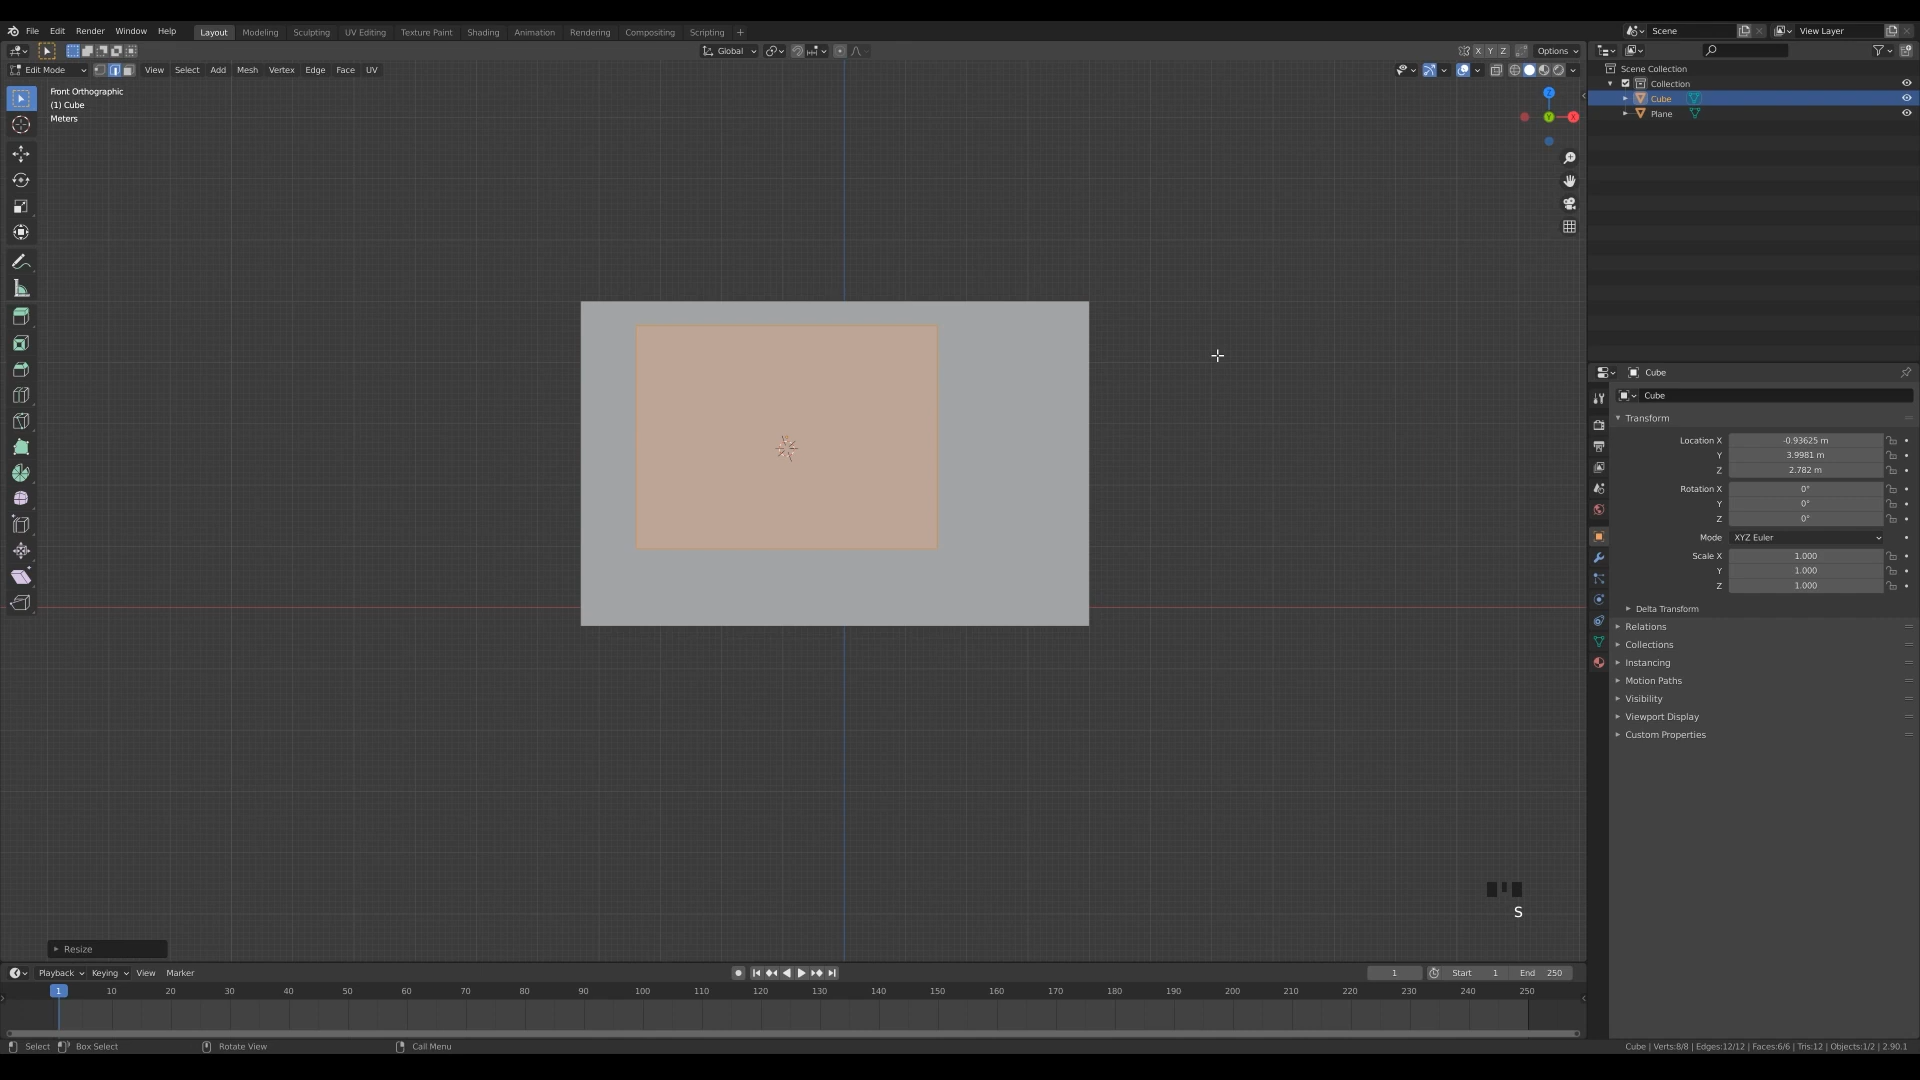 File Edit Render Window Help Layout Modeling Sculpting UV Editing Texture Paint Shading Animation Rendering Compositing Scripting + Scene View Layer
Global X Y Z Options
Edit Mode View Select Add Mesh Vertex Edge Face UV
Scene Collection
Collection
Cube
Plane
Front Orthographic
(1) Cube
Meters
Z
Y
X
Cube
Cube
Transform
Location X -0.93625 m
Y 3.9981 m
Z 2.782 m
Rotation X 0°
Y 0°
Z 0°
Mode XYZ Euler
Scale X 1.000
Y 1.000
Z 1.000
Delta Transform
Relations
Collections
Instancing
Motion Paths
Visibility
Viewport Display
Custom Properties
S
Resize
Playback Keying View Marker 1 Start 1 End 250
1 10 20 30 40 50 60 70 80 90 100 110 120 130 140 150 160 170 180 190 200 210 220 230 240 250
Select Box Select Rotate View Call Menu Cube | Verts:8/8 | Edges:12/12 | Faces:6/6 | Tris:12 | Objects:1/2 | 2.90.1